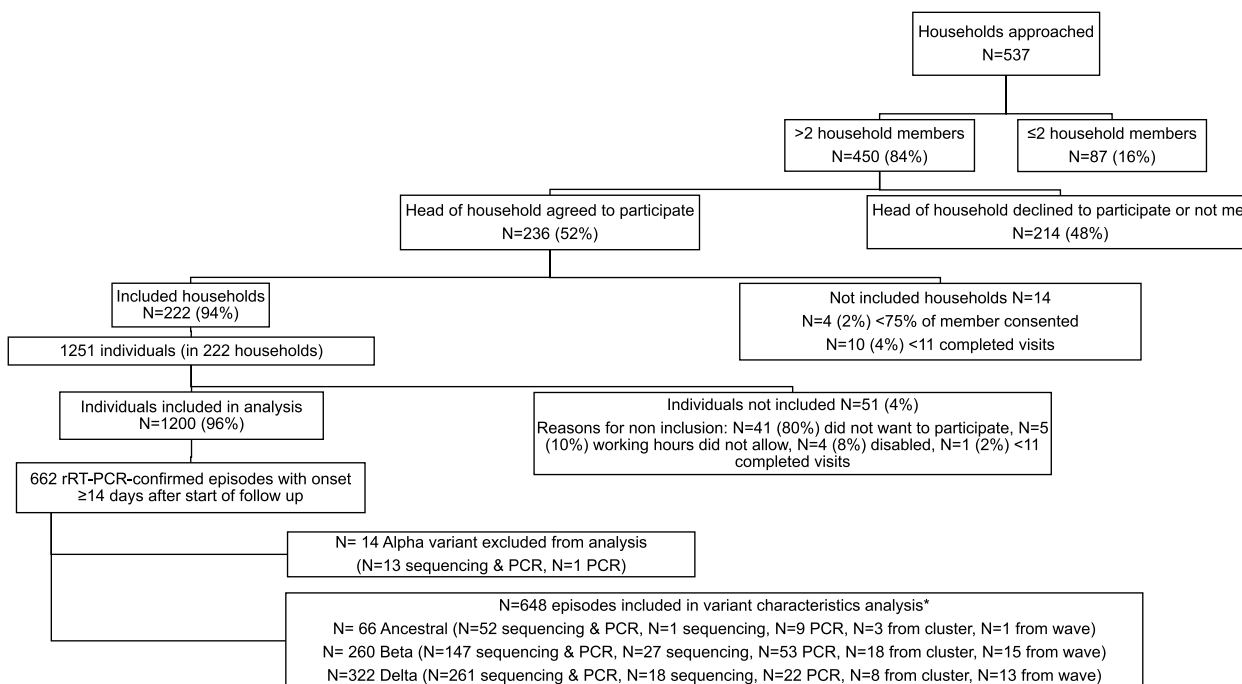 Households approached
N=537
>2 household members
N=450 (84%)
≤2 household members
N=87 (16%)
Head of household agreed to participate
N=236 (52%)
Head of household declined to participate or not me
N=214 (48%)
Included households
N=222 (94%)
Not included households N=14
N=4 (2%) <75% of member consented
N=10 (4%) <11 completed visits
1251 individuals (in 222 households)
Individuals included in analysis
N=1200 (96%)
Individuals not included N=51 (4%)
Reasons for non inclusion: N=41 (80%) did not want to participate, N=5
(10%) working hours did not allow, N=4 (8%) disabled, N=1 (2%) <11
completed visits
662 rRT-PCR-confirmed episodes with onset
≥14 days after start of follow up
N= 14 Alpha variant excluded from analysis
(N=13 sequencing & PCR, N=1 PCR)
N=648 episodes included in variant characteristics analysis*
N= 66 Ancestral (N=52 sequencing & PCR, N=1 sequencing, N=9 PCR, N=3 from cluster, N=1 from wave)
N= 260 Beta (N=147 sequencing & PCR, N=27 sequencing, N=53 PCR, N=18 from cluster, N=15 from wave)
N=322 Delta (N=261 sequencing & PCR, N=18 sequencing, N=22 PCR, N=8 from cluster, N=13 from wave)